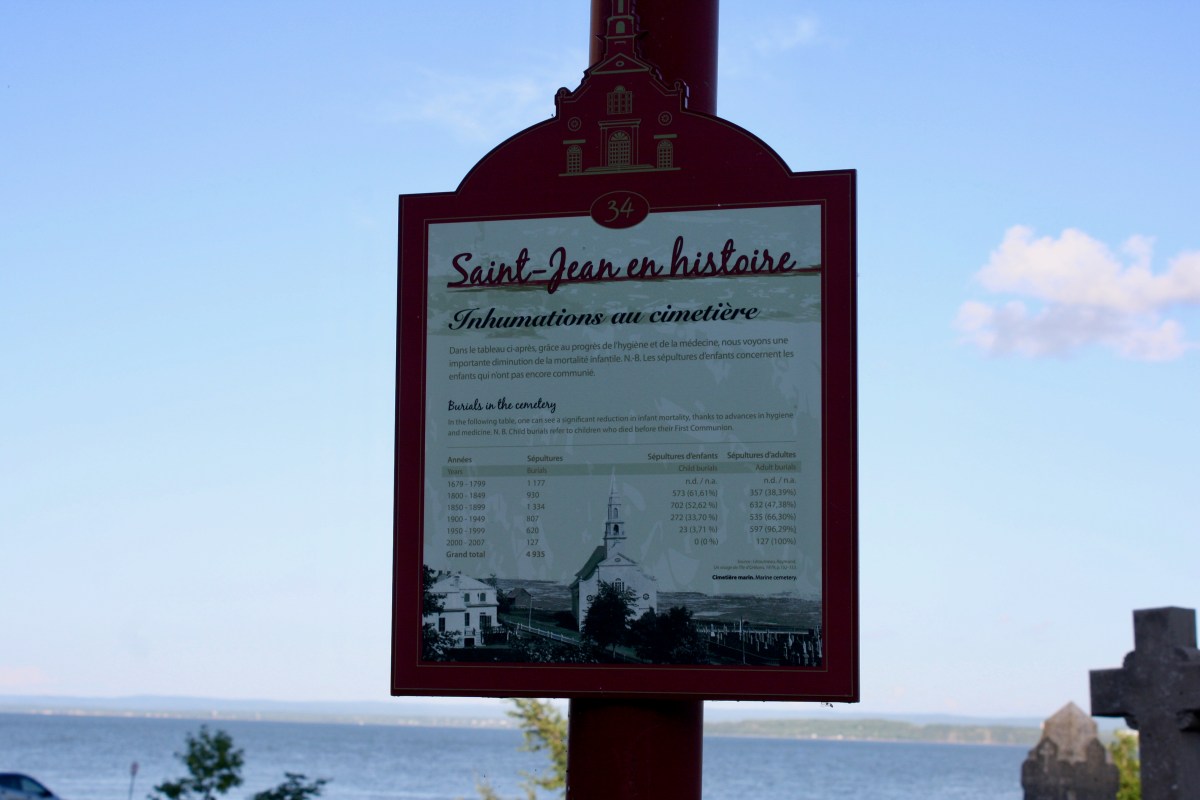 34
Saint-Jean en histoire
Inhumations au cimetière
Dans le tableau ci-après, grâce au progrès de l'hygiène et de la médecine, nous voyons une
importante diminution de la mortalité infantile. N.-B. Les sépultures d'enfants concernent les
enfants qui n'ont pas encore communié.
Burials in the cemetery
In the following table, one can see a significant reduction in infant mortality, thanks to advances in hygiene
and medicine. N. B. Child burials refer to children who died before their First Communion.
Années Sépultures Sépultures d'enfants Sépultures d'adultes
Years Burials Child burials Adult burials
1679 - 1799 1 177 n.d. / n.a. n.d. / n.a.
1800 - 1849 930 573 (61,61%) 357 (38,39%)
1850 - 1899 1 334 702 (52,62 %) 632 (47,38%)
1900 - 1949 807 272 (33,70 %) 535 (66,30%)
1950 - 1999 620 23 (3,71 %) 597 (96,29%)
2000 - 2007 127 0 (0 %) 127 (100%)
Grand total 4 935
Cimetière marin. Marine cemetery